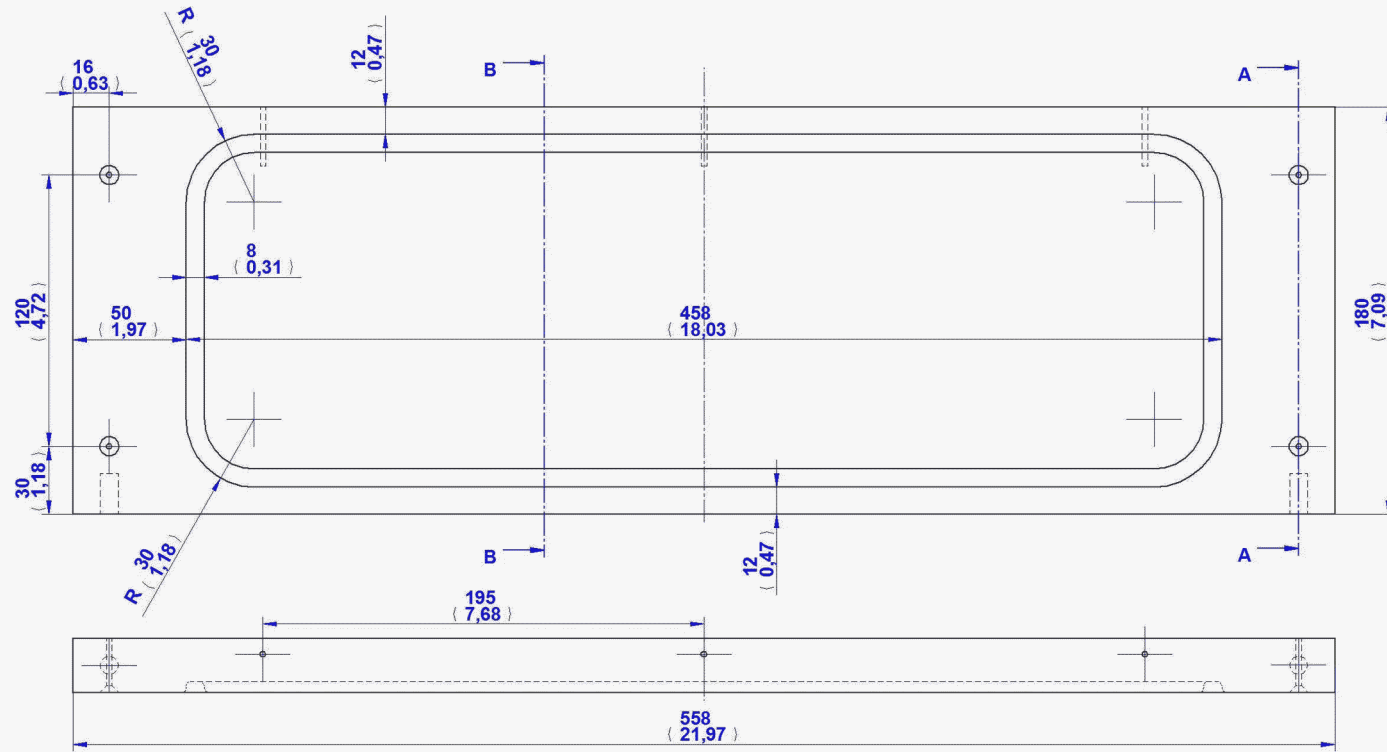 R ( 30
1,18 )
12
( 0,47 )
16
( 0,63 )
B
A
8
( 0,31 )
120
( 4,72 )
50
( 1,97 )
458
( 18,03 )
180
( 7,09 )
30
( 1,18 )
R ( 30
1,18 )
B
12
( 0,47 )
A
195
( 7,68 )
558
( 21,97 )